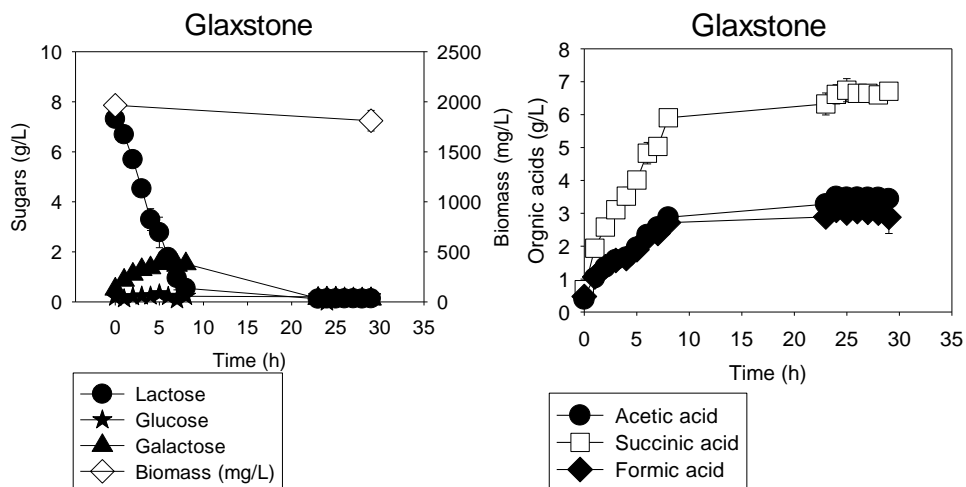 Glaxstone
Sugars (g/L)
10
8
6
4
2
0
2500
2000
1500
1000
500
0
Biomass (mg/L)
0 5 10 15 20 25 30 35
Time (h)
Lactose
Glucose
Galactose
Biomass (mg/L)
Glaxstone
Orgnic acids (g/L)
8
7
6
5
4
3
2
1
0
0 5 10 15 20 25 30 35
Time (h)
Acetic acid
Succinic acid
Formic acid